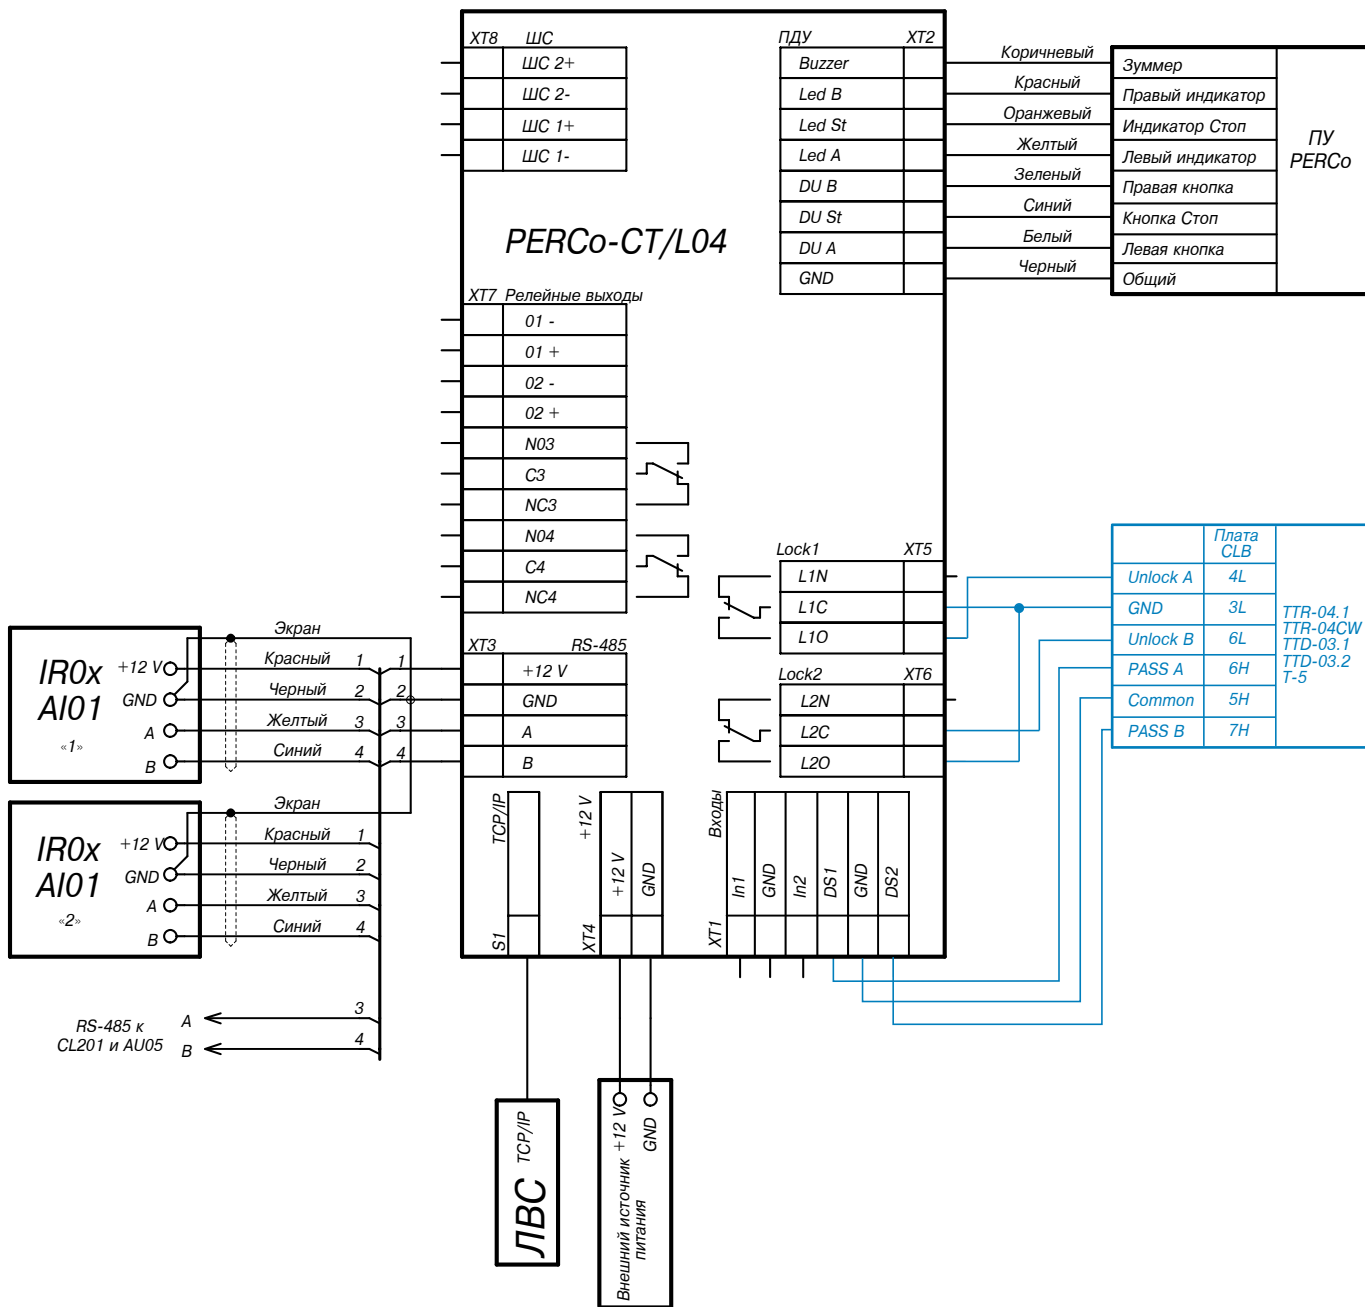 XT8 ШС
ШС 2+
ШС 2-
ШС 1+
ШС 1-
ПДУ XT2
Buzzer
Led B
Led St
Led A
DU B
DU St
DU A
GND
Коричневый
Красный
Оранжевый
Желтый
Зеленый
Синий
Белый
Черный
Зуммер
Правый индикатор
Индикатор Стоп
Левый индикатор
Правая кнопка
Кнопка Стоп
Левая кнопка
Общий
ПУ
PERCo
PERCo-CT/L04
XT7 Релейные выходы
01 -
01 +
02 -
02 +
N03
C3
NC3
N04
C4
NC4
Lock1 XT5
L1N
L1C
L1O
Lock2 XT6
L2N
L2C
L2O
Плата
CLB
Unlock A 4L
GND 3L
Unlock B 6L
PASS A 6H
Common 5H
PASS B 7H
TTR-04.1
TTR-04CW
TTD-03.1
TTD-03.2
T-5
XT3 RS-485
+12 V
GND
A
B
IR0x
AI01
«1»
+12 V
GND
A
B
Экран
Красный 1 1
Черный 2 2
Желтый 3 3
Синий 4 4
IR0x
AI01
«2»
+12 V
GND
A
B
Экран
Красный 1
Черный 2
Желтый 3
Синий 4
RS-485 к
CL201 и AU05
A 3
B 4
TCP/IP
S1
+12 V
+12 V
GND
XT4
Входы
In1
GND
In2
DS1
GND
DS2
XT1
ЛВС TCP/IP
Внешний источник
питания
+12 V
GND